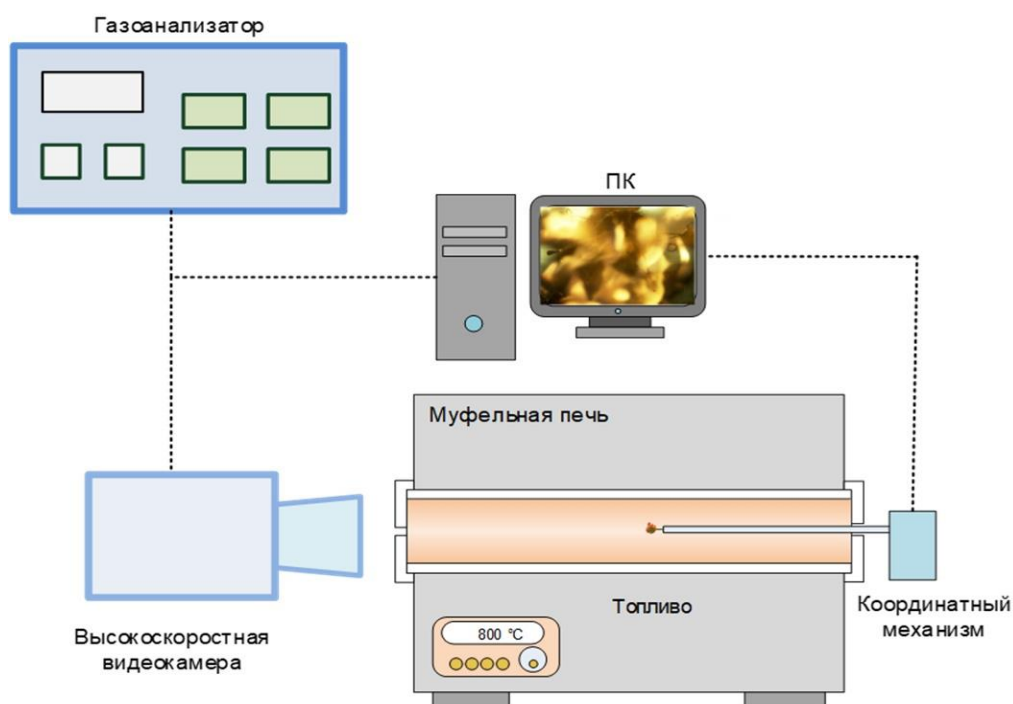 Газоанализатор
ПК
Муфельная печь
Топливо
800 °C
Высокоскоростная
видеокамера
Координатный
механизм